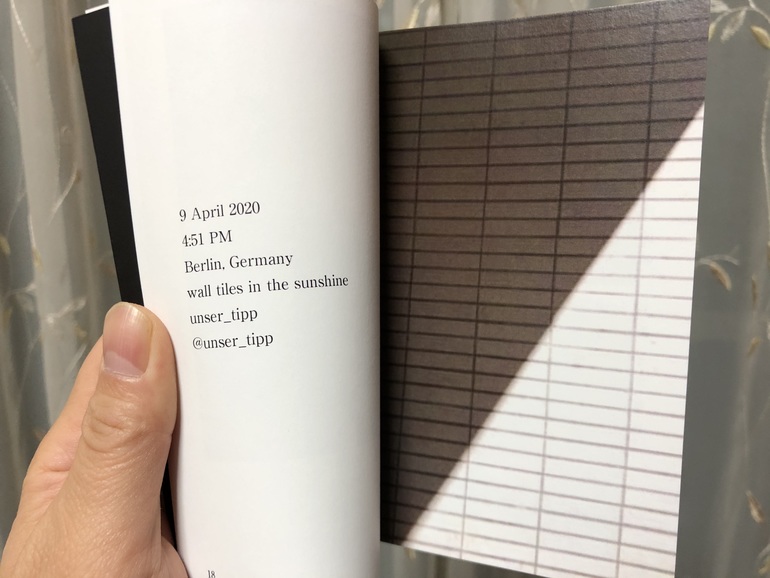 9 April 2020
4:51 PM
Berlin, Germany
wall tiles in the sunshine
unser_tipp
@unser_tipp
18